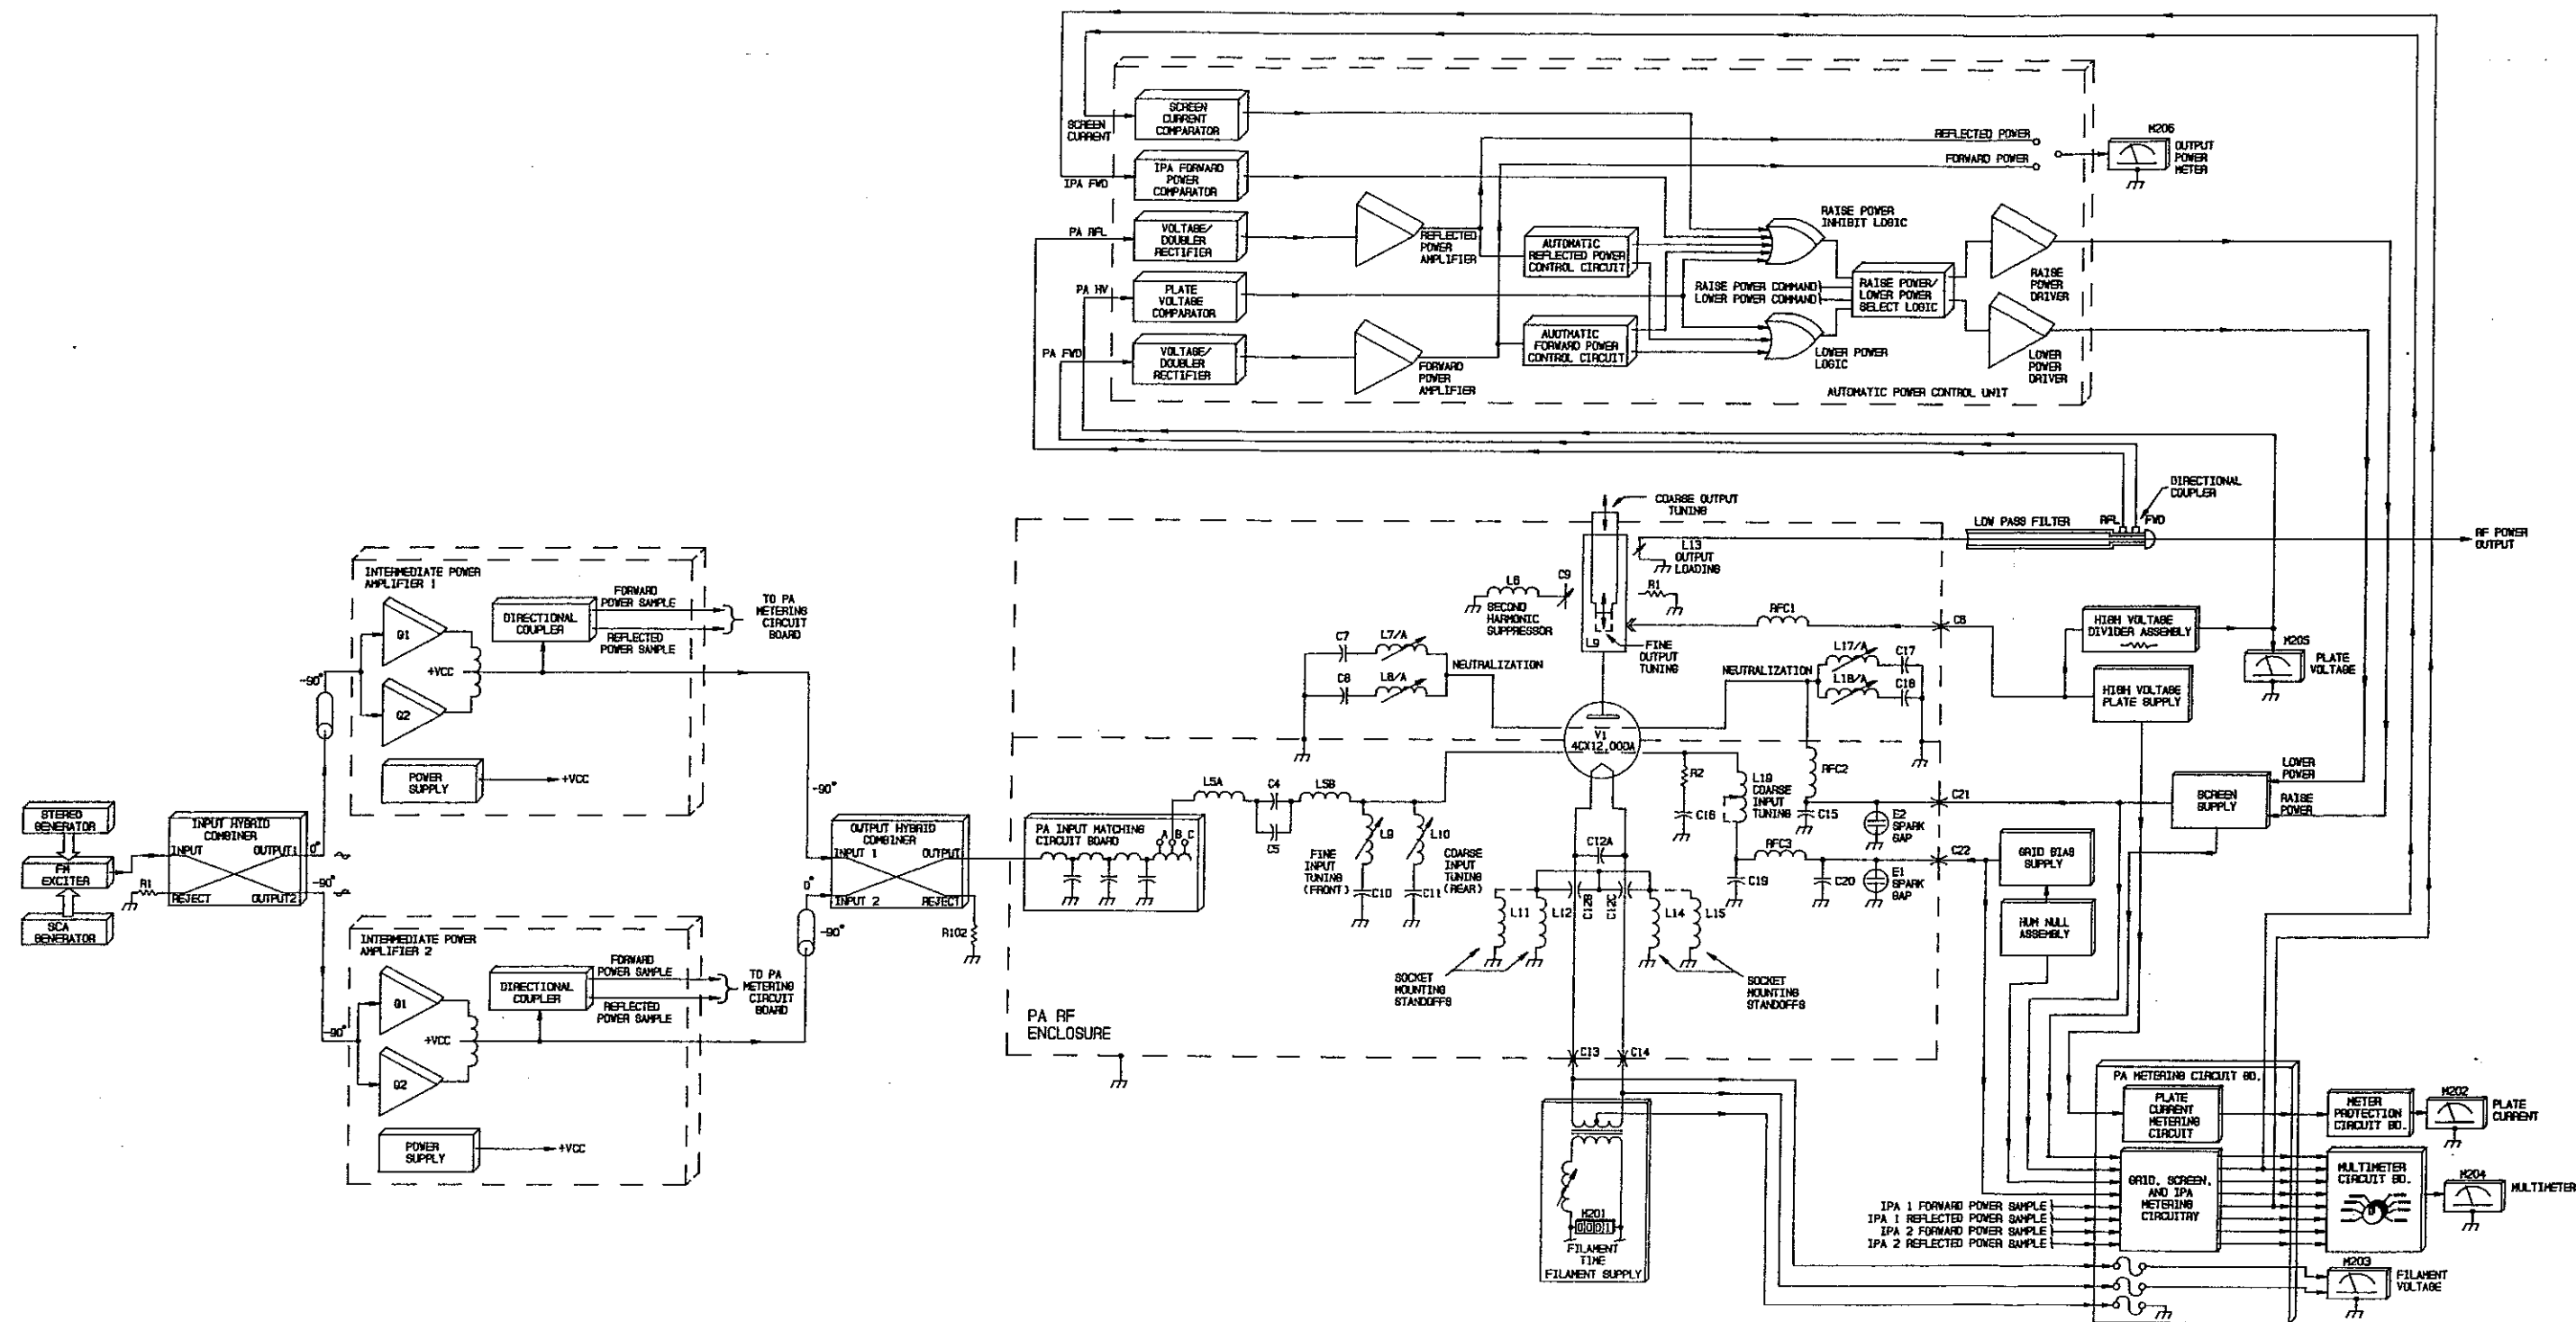 SCREEN
CURRENT
COMPARATOR
SCREEN
CURRENT
IPA FORWARD
POWER
COMPARATOR
IPA FWD
VOLTAGE/
DOUBLER
RECTIFIER
PA RFL
PLATE
VOLTAGE
COMPARATOR
PA HV
VOLTAGE/
DOUBLER
RECTIFIER
PA FWD
REFLECTED
POWER
AMPLIFIER
FORWARD
POWER
AMPLIFIER
AUTOMATIC
REFLECTED POWER
CONTROL CIRCUIT
AUTOMATIC
FORWARD POWER
CONTROL CIRCUIT
REFLECTED POWER
FORWARD POWER
M206
OUTPUT
POWER
METER
RAISE POWER
INHIBIT LOGIC
RAISE POWER COMMAND
LOWER POWER COMMAND
RAISE POWER/
LOWER POWER
SELECT LOGIC
LOWER POWER
LOGIC
RAISE
POWER
DRIVER
LOWER
POWER
DRIVER
AUTOMATIC POWER CONTROL UNIT
DIRECTIONAL
COUPLER
LOW PASS FILTER
RFL
FWD
RF POWER
OUTPUT
COARSE OUTPUT
TUNING
L13
OUTPUT
LOADING
L6
C9
SECOND
HARMONIC
SUPPRESSOR
R1
L9
FINE
OUTPUT
TUNING
RFC1
C6
HIGH VOLTAGE
DIVIDER ASSEMBLY
M205
PLATE
VOLTAGE
HIGH VOLTAGE
PLATE SUPPLY
C7
L7/A
C8
L8/A
NEUTRALIZATION
NEUTRALIZATION
L17/A
C17
L18/A
C18
V1
4CX12,000A
INTERMEDIATE POWER
AMPLIFIER 1
Q1
Q2
+VCC
DIRECTIONAL
COUPLER
FORWARD
POWER SAMPLE
REFLECTED
POWER SAMPLE
TO PA
METERING
CIRCUIT
BOARD
POWER
SUPPLY
+VCC
-90°
STEREO
GENERATOR
FM
EXCITER
SCA
GENERATOR
INPUT HYBRID
COMBINER
INPUT
OUTPUT1
REJECT
OUTPUT2
R1
0°
-90°
-90°
INTERMEDIATE POWER
AMPLIFIER 2
Q1
Q2
+VCC
DIRECTIONAL
COUPLER
FORWARD
POWER SAMPLE
REFLECTED
POWER SAMPLE
TO PA
METERING
CIRCUIT
BOARD
POWER
SUPPLY
+VCC
-90°
0°
-90°
OUTPUT HYBRID
COMBINER
INPUT 1
OUTPUT
INPUT 2
REJECT
R102
PA INPUT MATCHING
CIRCUIT BOARD
A B C
L5A
C4
C5
L5B
L9
L10
FINE
INPUT
TUNING
(FRONT)
COARSE
INPUT
TUNING
(REAR)
C10
C11
R2
C16
L19
COARSE
INPUT
TUNING
RFC2
C15
E2
SPARK
GAP
C21
RFC3
C19
C20
E1
SPARK
GAP
C22
C12A
C12B
C12C
L11
L12
L14
L15
SOCKET
MOUNTING
STANDOFFS
SOCKET
MOUNTING
STANDOFFS
PA RF
ENCLOSURE
C13
C14
LOWER
POWER
RAISE
POWER
SCREEN
SUPPLY
GRID BIAS
SUPPLY
HUM NULL
ASSEMBLY
M201
0001
FILAMENT
TIME
FILAMENT SUPPLY
PA METERING CIRCUIT BD.
PLATE
CURRENT
METERING
CIRCUIT
METER
PROTECTION
CIRCUIT BD.
M202
PLATE
CURRENT
GRID, SCREEN,
AND IPA
METERING
CIRCUITRY
MULTIMETER
CIRCUIT BD.
M204
MULTIMETER
IPA 1 FORWARD POWER SAMPLE
IPA 1 REFLECTED POWER SAMPLE
IPA 2 FORWARD POWER SAMPLE
IPA 2 REFLECTED POWER SAMPLE
M203
FILAMENT
VOLTAGE